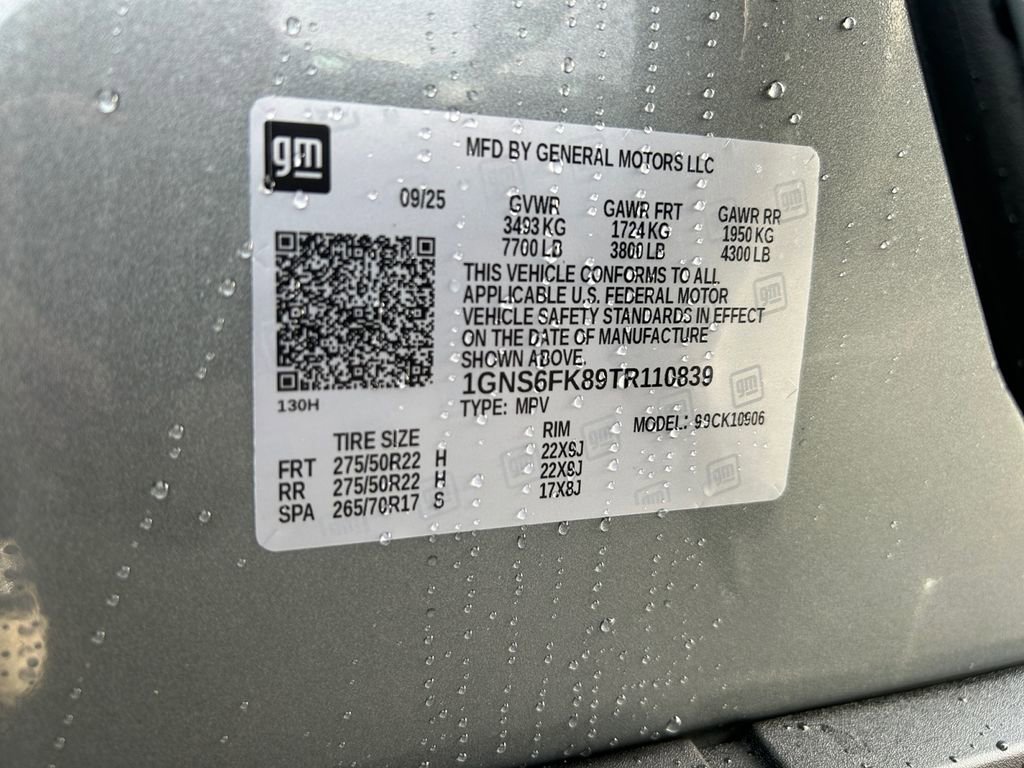 gm
MFD BY GENERAL MOTORS LLC
09/25
GVWR GAWR FRT GAWR RR
3493 KG 1724 KG 1950 KG
7700 LB 3800 LB 4300 LB
THIS VEHICLE CONFORMS TO ALL
APPLICABLE U.S. FEDERAL MOTOR
VEHICLE SAFETY STANDARDS IN EFFECT
ON THE DATE OF MANUFACTURE
SHOWN ABOVE.
1GNS6FK89TR110839
130H
TYPE: MPV MODEL:
TIRE SIZE RIM
FRT 275/50R22 H 22X9J
RR 275/50R22 H 22X9J
SPA 265/70R17 S 17X8J